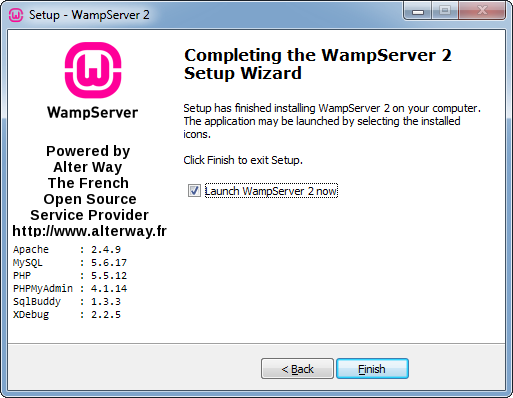 Setup - WampServer 2
WampServer
Powered by
Alter Way
The French
Open Source
Service Provider
http://www.alterway.fr
Apache : 2.4.9
MySQL : 5.6.17
PHP : 5.5.12
PHPMyAdmin : 4.1.14
SqlBuddy : 1.3.3
XDebug : 2.2.5
Completing the WampServer 2
Setup Wizard
Setup has finished installing WampServer 2 on your computer.
The application may be launched by selecting the installed
icons.
Click Finish to exit Setup.
Launch WampServer 2 now
< Back
Finish